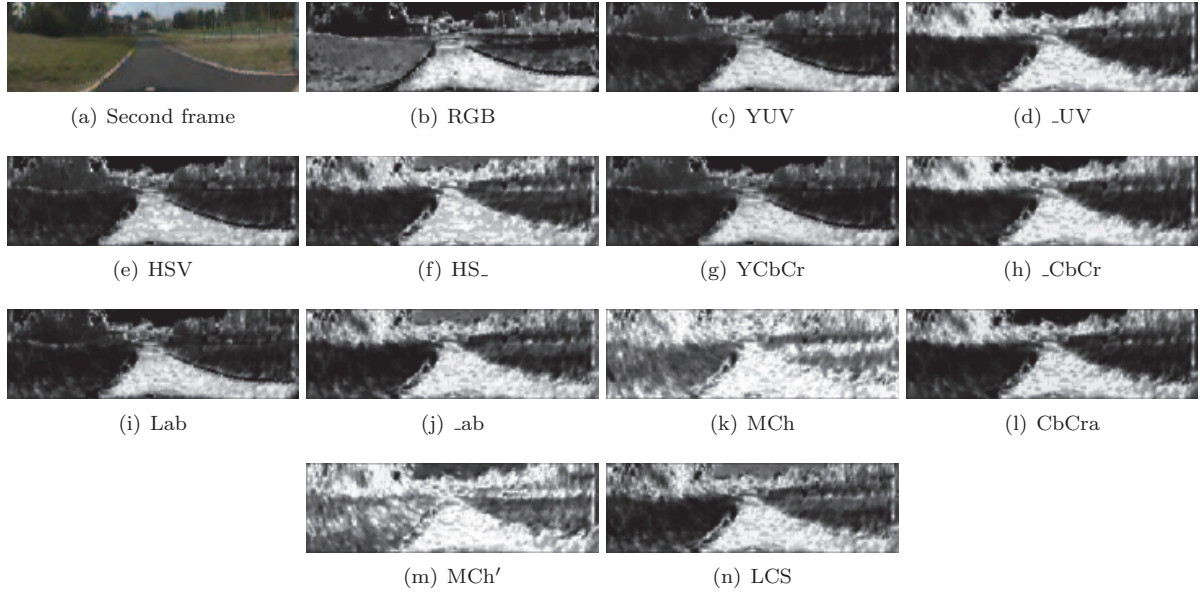 (a) Second frame
(b) RGB
(c) YUV
(d) _UV
(e) HSV
(f) HS_
(g) YCbCr
(h) _CbCr
(i) Lab
(j) _ab
(k) MCh
(l) CbCra
(m) MCh′
(n) LCS